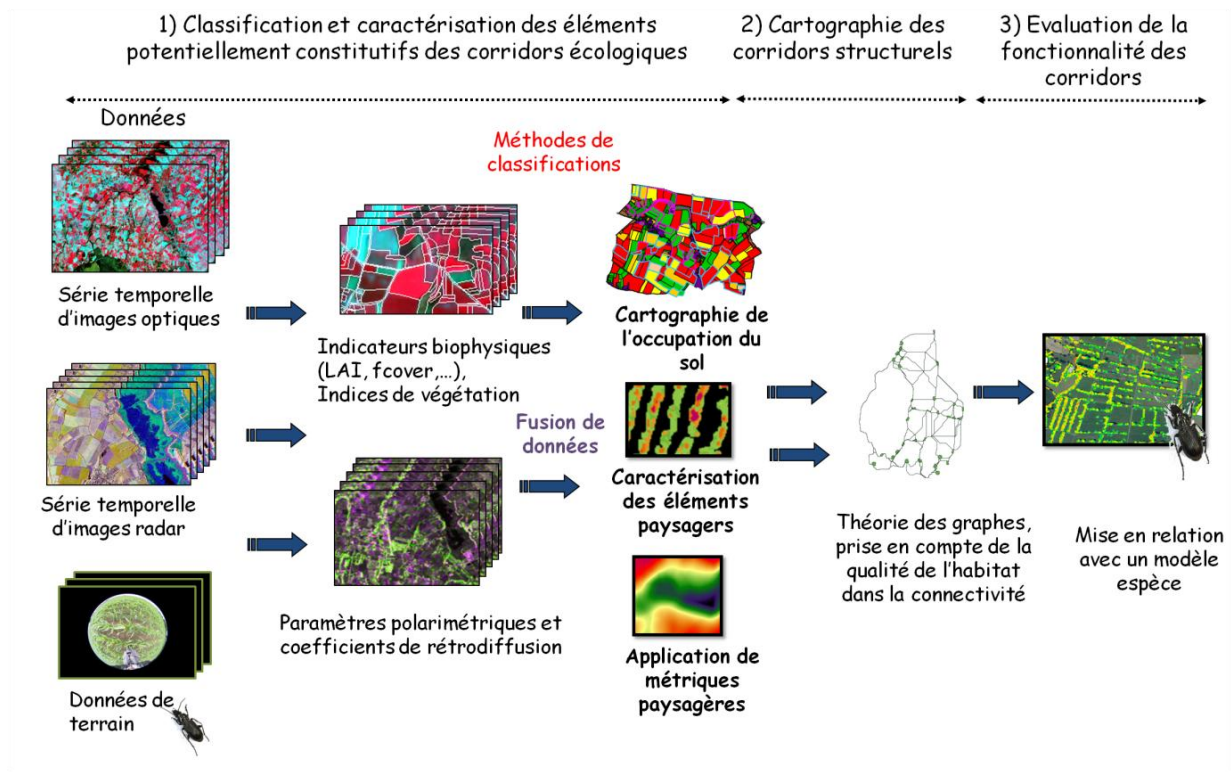 1) Classification et caractérisation des éléments
potentiellement constitutifs des corridors écologiques
2) Cartographie des
corridors structurels
3) Evaluation de la
fonctionnalité des
corridors
Données
Série temporelle
d'images optiques
Série temporelle
d'images radar
Données de
terrain
Indicateurs biophysiques
(LAI, fcover,...),
Indices de végétation
Paramètres polarimétriques et
coefficients de rétrodiffusion
Méthodes de
classifications
Fusion de
données
Cartographie de
l'occupation du
sol
Caractérisation
des éléments
paysagers
Application de
métriques
paysagères
Théorie des graphes,
prise en compte de la
qualité de l'habitat
dans la connectivité
Mise en relation
avec un modèle
espèce